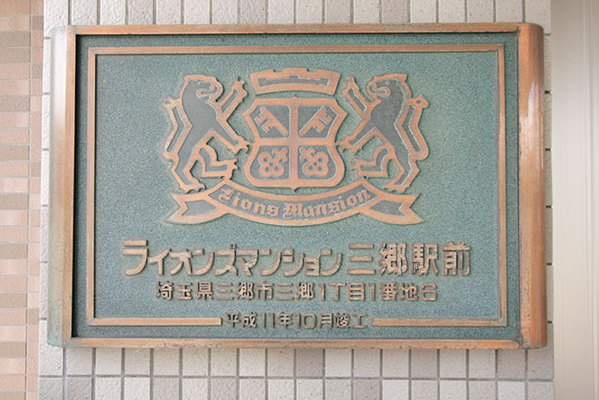 Lions Mansion
ライオンズマンション三郷駅前
埼玉県三郷市三郷1丁目1番地6
平成11年10月竣工